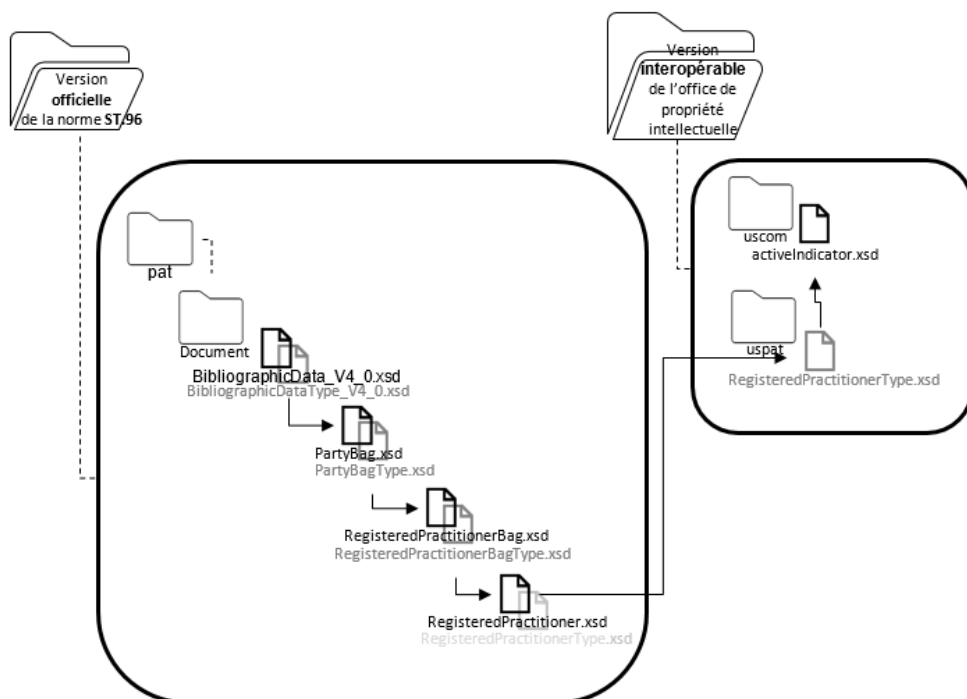 Version
officielle
de la norme ST.96
Version
interopérable
de l’office de
propriété
intellectuelle
pat
Document
BibliographicData_V4_0.xsd
BibliographicDataType_V4_0.xsd
PartyBag.xsd
PartyBagType.xsd
RegisteredPractitionerBag.xsd
RegisteredPractitionerBagType.xsd
RegisteredPractitioner.xsd
RegisteredPractitionerType.xsd
uscom
activeIndicator.xsd
uspat
RegisteredPractitionerType.xsd